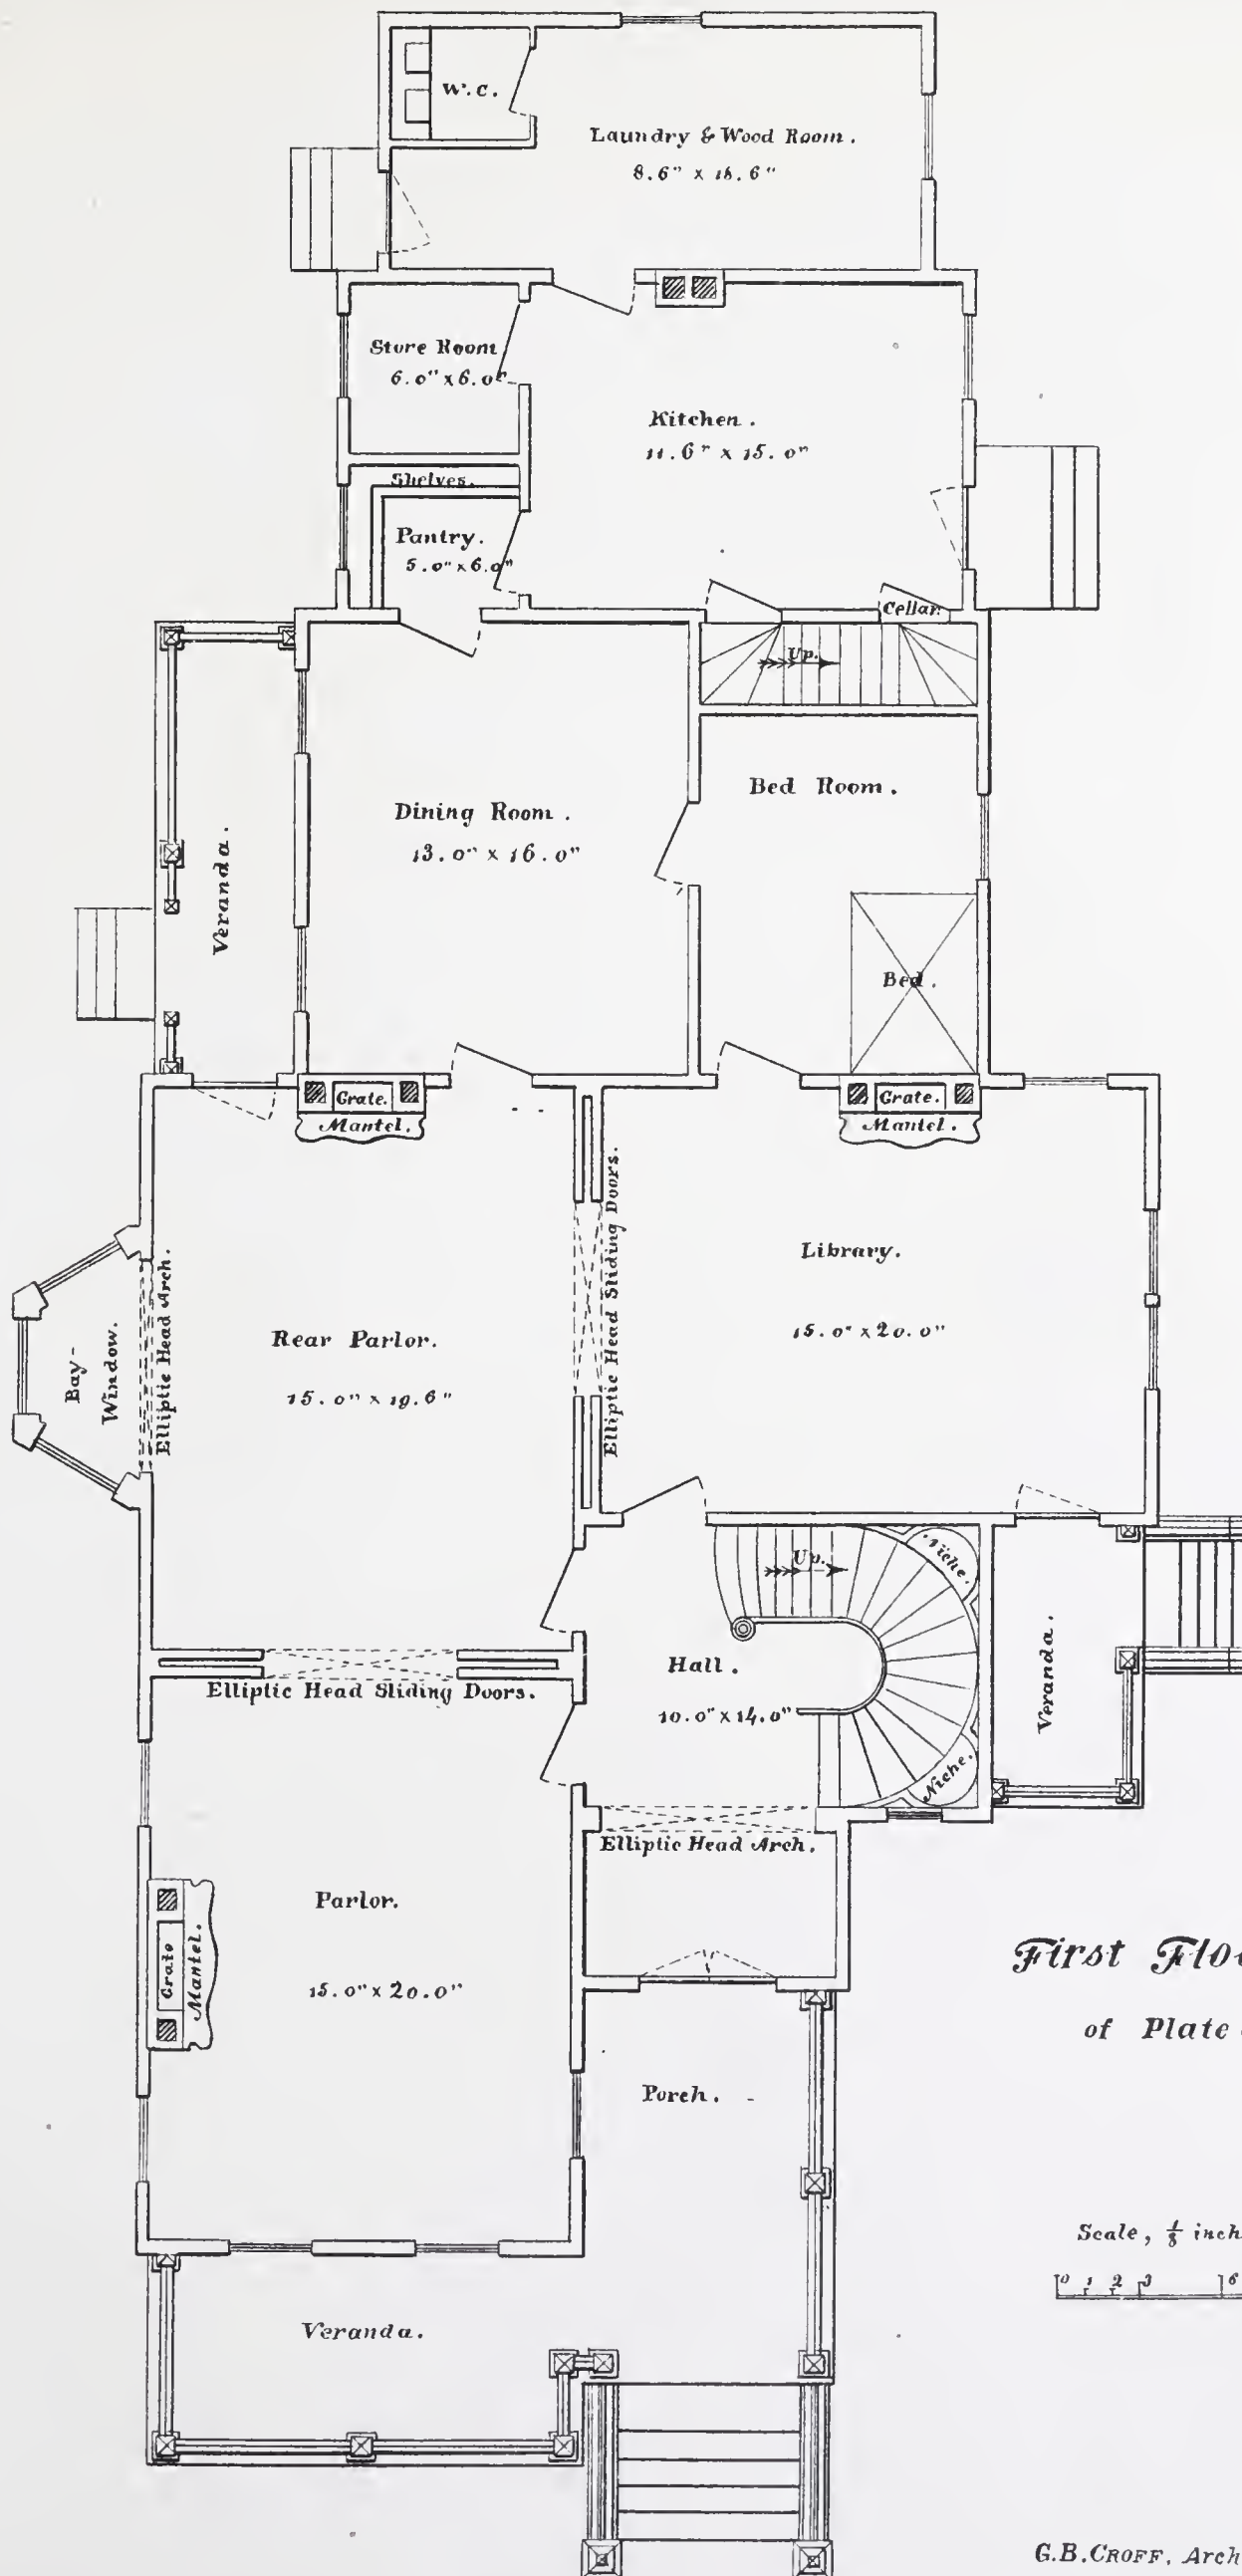 W.C.
Laundry & Wood Room.
8.6" x 18.6"
Store Room
6.0" x 6.0"
Kitchen.
11.6" x 15.0"
Shelves.
Pantry.
5.0" x 6.0"
Cellar.
Up.
Bed Room.
Dining Room.
13.0" x 16.0"
Veranda.
Bed.
Grate.
Mantel.
Grate.
Mantel.
Elliptic Head Sliding Doors.
Library.
15.0" x 20.0"
Elliptic Head Arch.
Bay-
Window.
Rear Parlor.
15.0" x 19.6"
Niche.
Up.
Hall.
10.0" x 14.0"
Veranda.
Elliptic Head Sliding Doors.
Niche.
Elliptic Head Arch.
Parlor.
15.0" x 20.0"
Grate
Mantel.
First Floo
of Plate
Porch.
Scale, 1/8 inch
0 1 2 3 6
Veranda.
G.B.CROFF, Arch